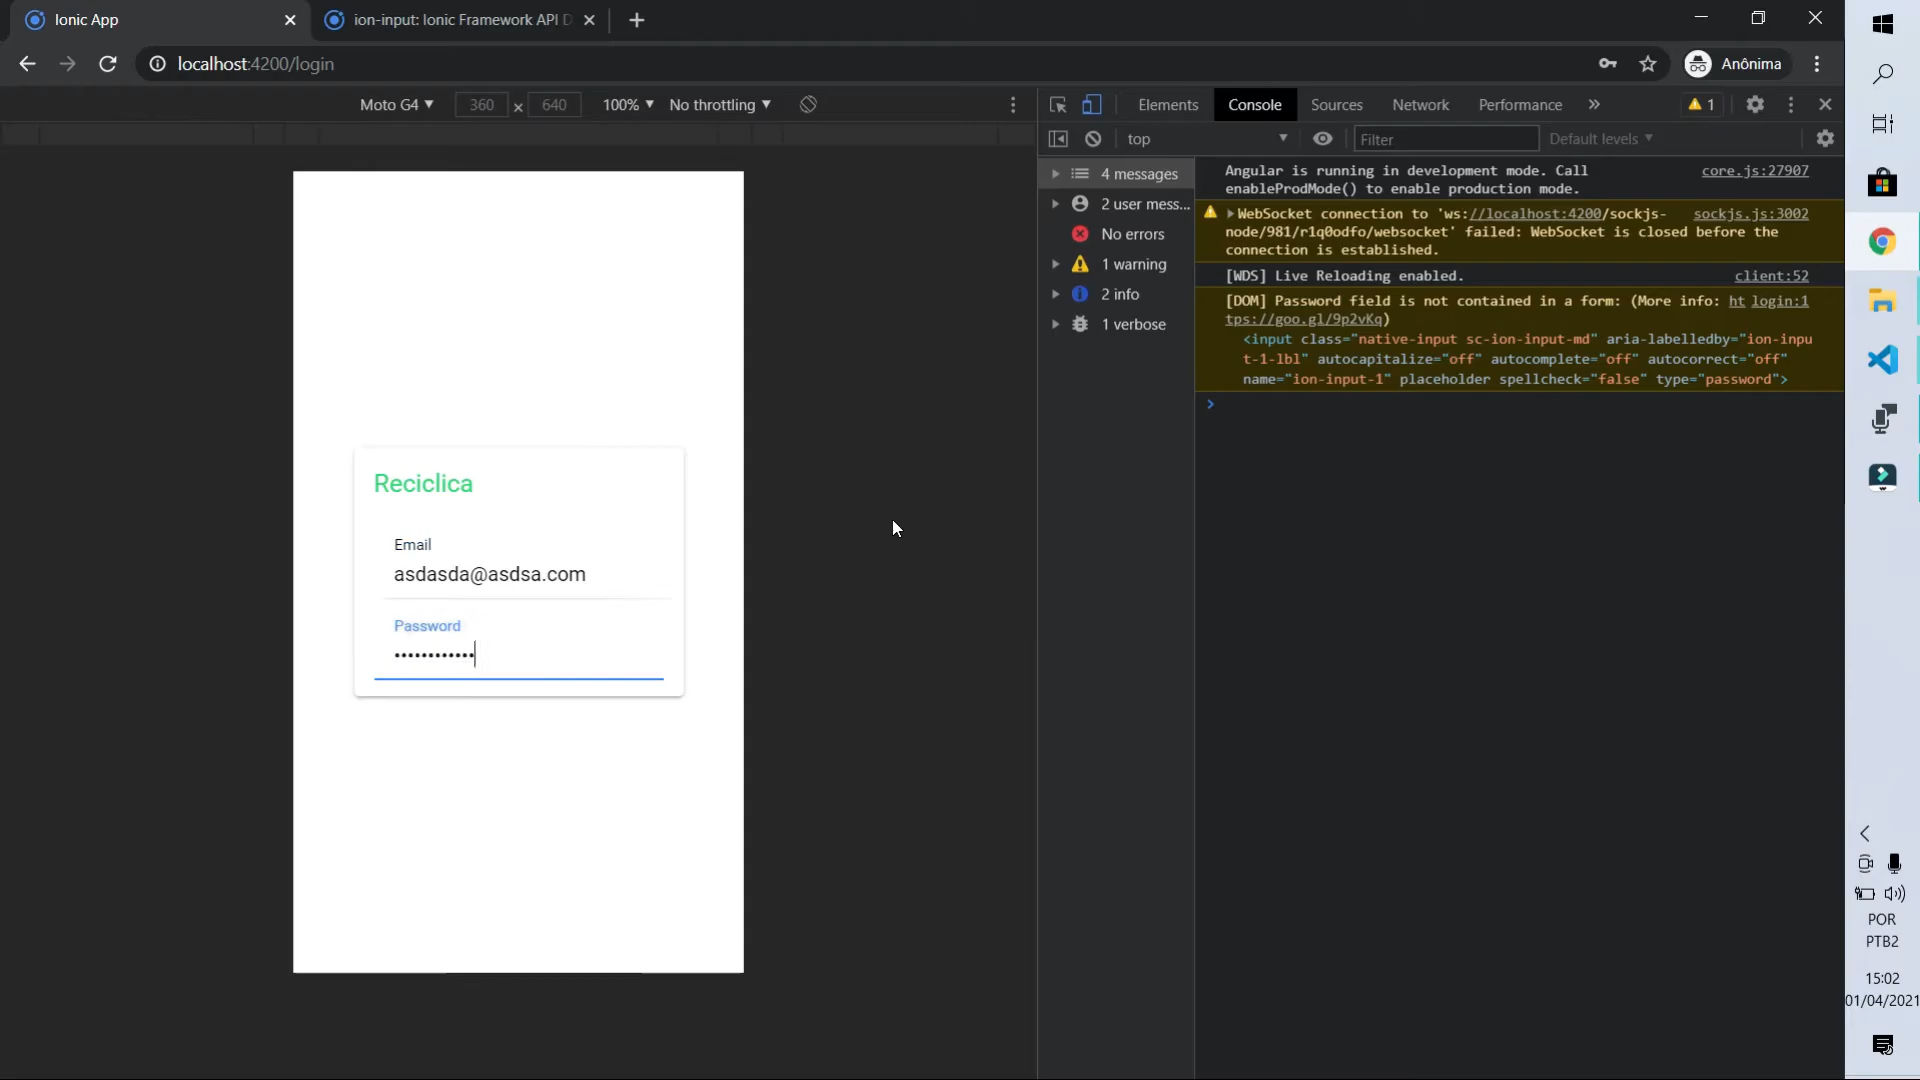 Ionic App
ion-input: Ionic Framework API D
localhost:4200/login
Anônima
Moto G4
360 × 640
100%
No throttling
Elements
Console
Sources
Network
Performance
1
top
Filter
Default levels
4 messages
2 user mess...
No errors
1 warning
2 info
1 verbose
Angular is running in development mode. Call core.js:27907
enableProdMode() to enable production mode.
WebSocket connection to 'ws://localhost:4200/sockjs- sockjs.js:3002
node/981/r1q0odfo/websocket' failed: WebSocket is closed before the
connection is established.
[WDS] Live Reloading enabled. client:52
[DOM] Password field is not contained in a form: (More info: ht login:1
tps://goo.gl/9p2vKq)
<input class="native-input sc-ion-input-md" aria-labelledby="ion-inpu
t-1-lbl" autocapitalize="off" autocomplete="off" autocorrect="off"
name="ion-input-1" placeholder spellcheck="false" type="password">
Reciclica
Email
asdasda@asdsa.com
Password
••••••••••••
POR
PTB2
15:02
01/04/2021